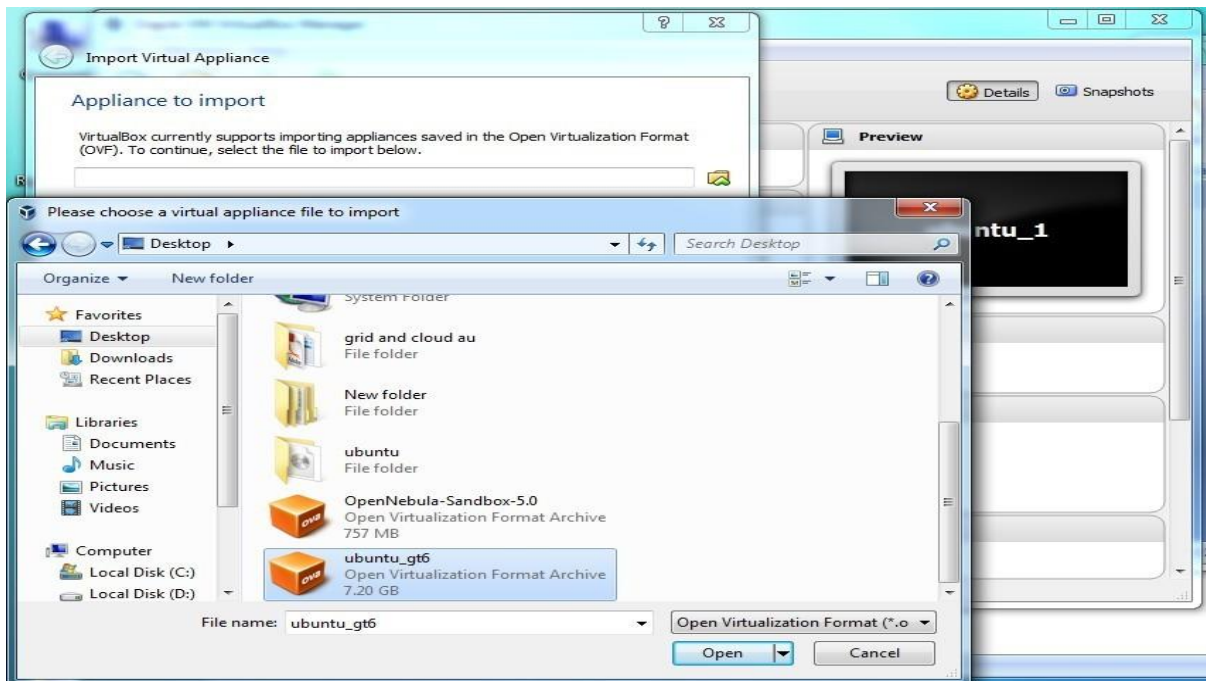 Import Virtual Appliance
Appliance to import
VirtualBox currently supports importing appliances saved in the Open Virtualization Format
(OVF). To continue, select the file to import below.
Details
Snapshots
Preview
ntu_1
Please choose a virtual appliance file to import
Desktop
Search Desktop
Organize
New folder
Favorites
Desktop
Downloads
Recent Places
Libraries
Documents
Music
Pictures
Videos
Computer
Local Disk (C:)
Local Disk (D:)
System Folder
grid and cloud au
File folder
New folder
File folder
ubuntu
File folder
OpenNebula-Sandbox-5.0
Open Virtualization Format Archive
757 MB
ova
ubuntu_gt6
Open Virtualization Format Archive
7.20 GB
ova
File name: ubuntu_gt6
Open Virtualization Format (*.o
Open
Cancel